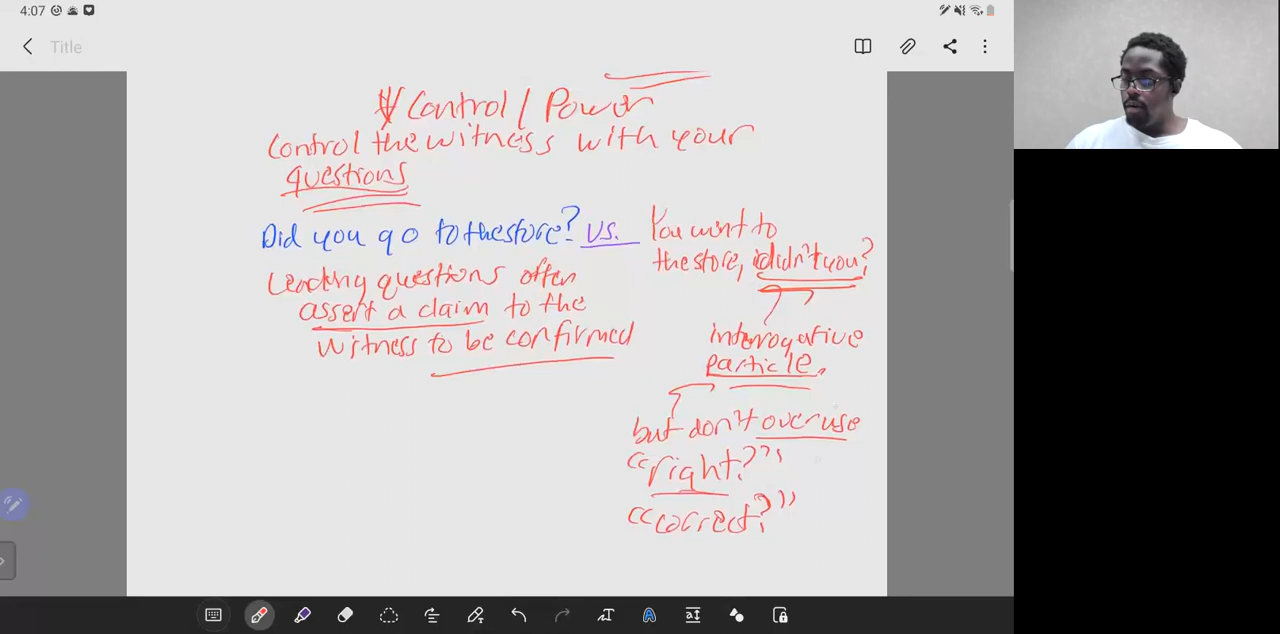 4:07
Title
Control / Power
Control the witness with your
questions
Did you go to the store? vs.
You went to
the store, didn't you?
Leading questions often
assert a claim to the
witness to be confirmed
interrogative
particle.
but don't overuse
"right?"
"correct?"